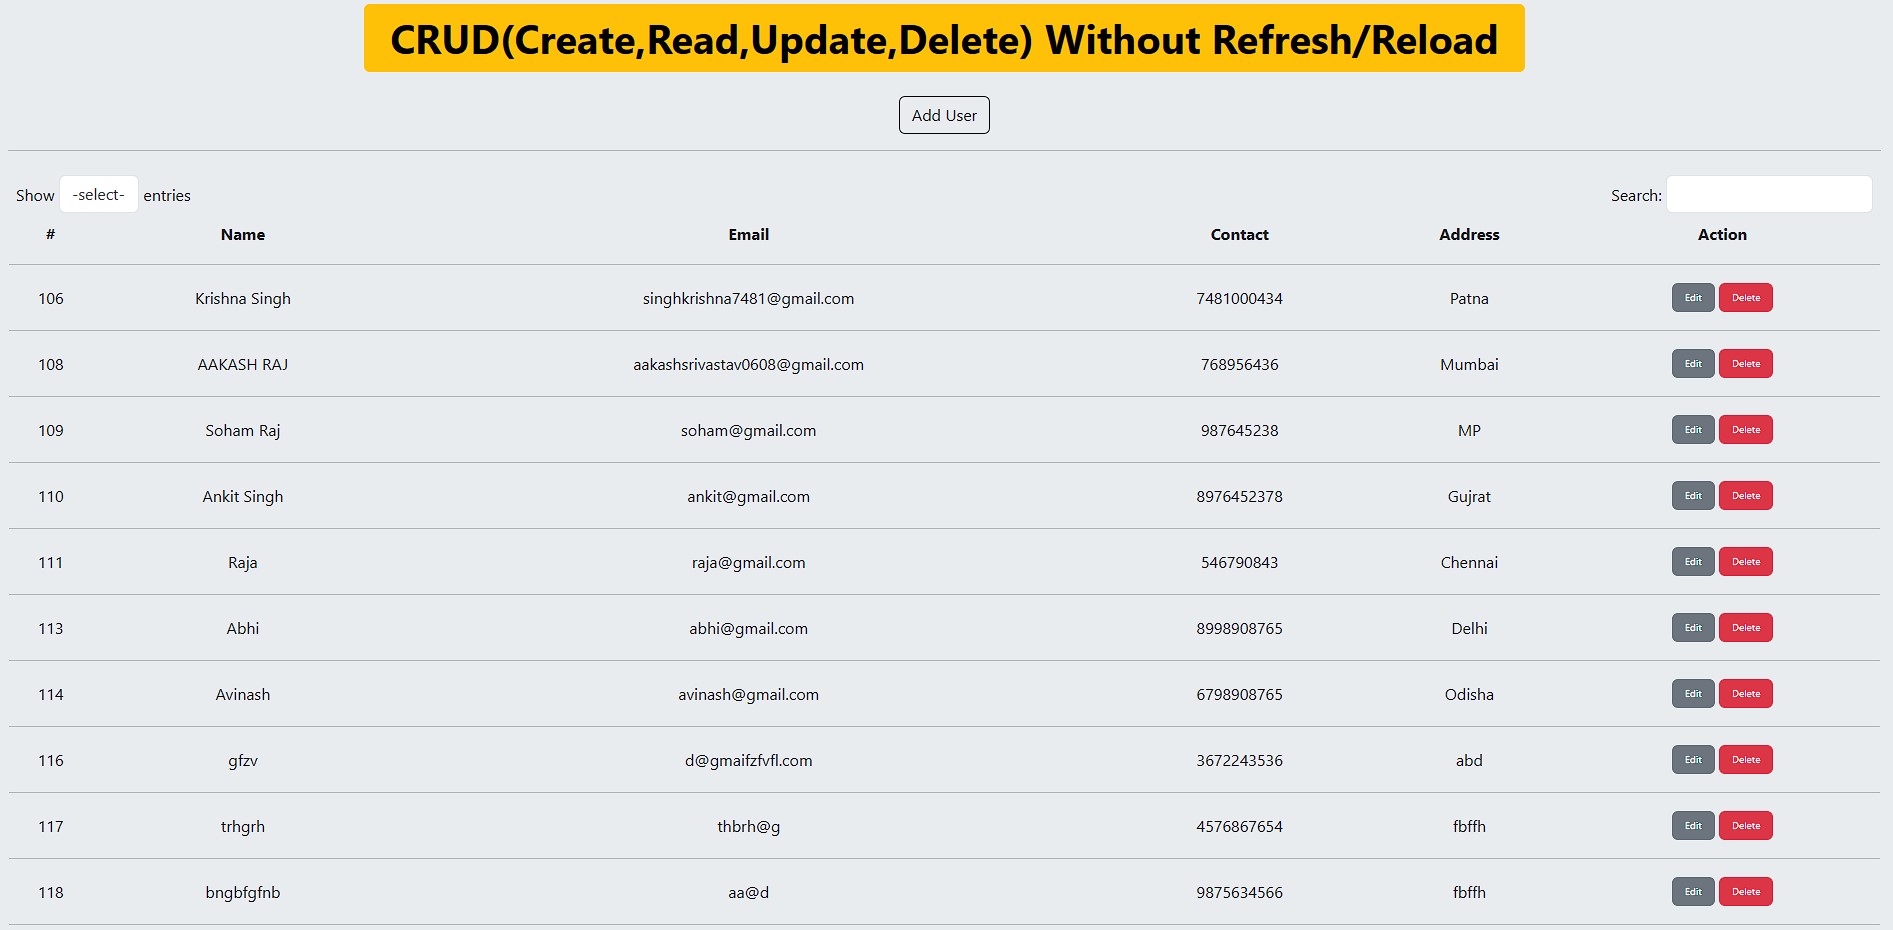 CRUD(Create,Read,Update,Delete) Without Refresh/Reload
Add User
Show -select- entries Search:
# Name Email Contact Address Action
106 Krishna Singh singhkrishna7481@gmail.com 7481000434 Patna Edit Delete
108 AAKASH RAJ aakashsrivastav0608@gmail.com 768956436 Mumbai Edit Delete
109 Soham Raj soham@gmail.com 987645238 MP Edit Delete
110 Ankit Singh ankit@gmail.com 8976452378 Gujrat Edit Delete
111 Raja raja@gmail.com 546790843 Chennai Edit Delete
113 Abhi abhi@gmail.com 8998908765 Delhi Edit Delete
114 Avinash avinash@gmail.com 6798908765 Odisha Edit Delete
116 gfzv d@gmaifzfvfl.com 3672243536 abd Edit Delete
117 trhgrh thbrh@g 4576867654 fbffh Edit Delete
118 bngbfgfnb aa@d 9875634566 fbffh Edit Delete